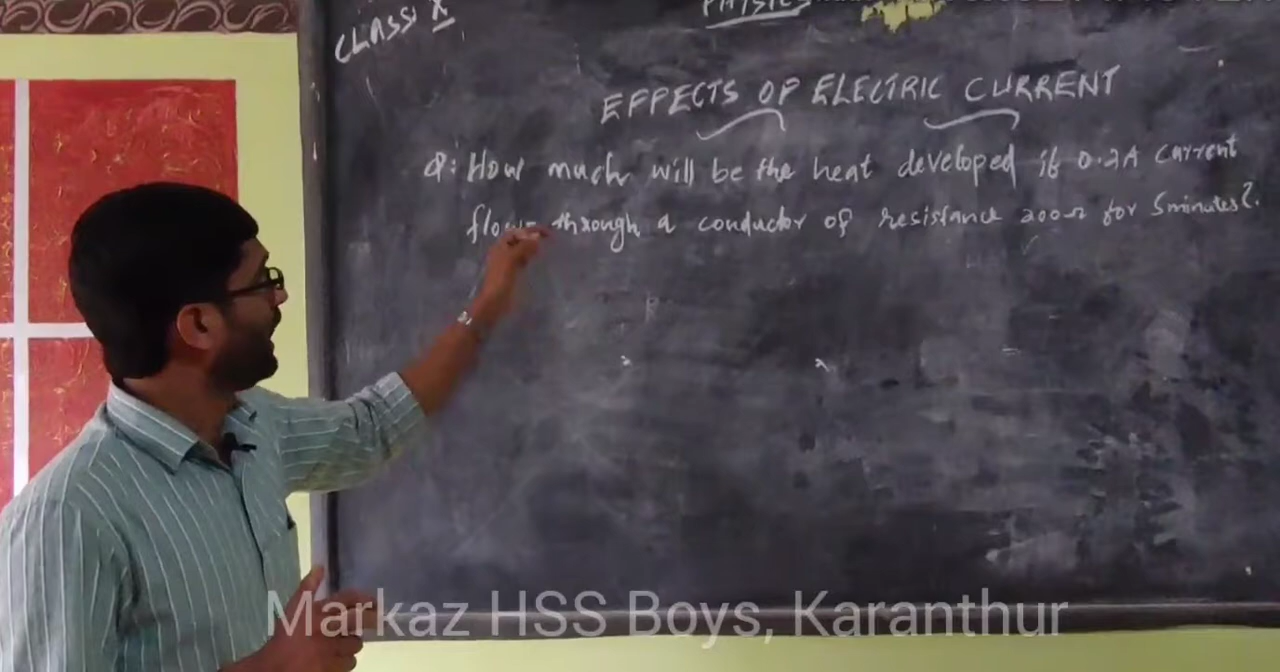 CLASS: X
PHYSICS
EFFECTS OF ELECTRIC CURRENT
Q: How much will be the heat developed if 0.2A current
flows through a conductor of resistance 200Ω for 5minutes?.
Markaz HSS Boys, Karanthur